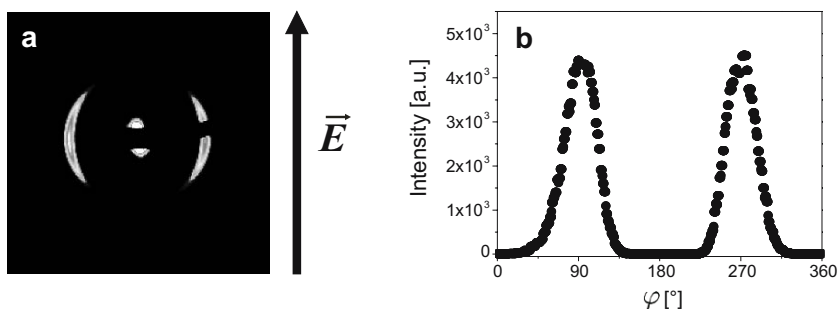 a
E
b
Intensity [a.u.]
5x10³
4x10³
3x10³
2x10³
1x10³
0
0 90 180 270 360
φ [°]